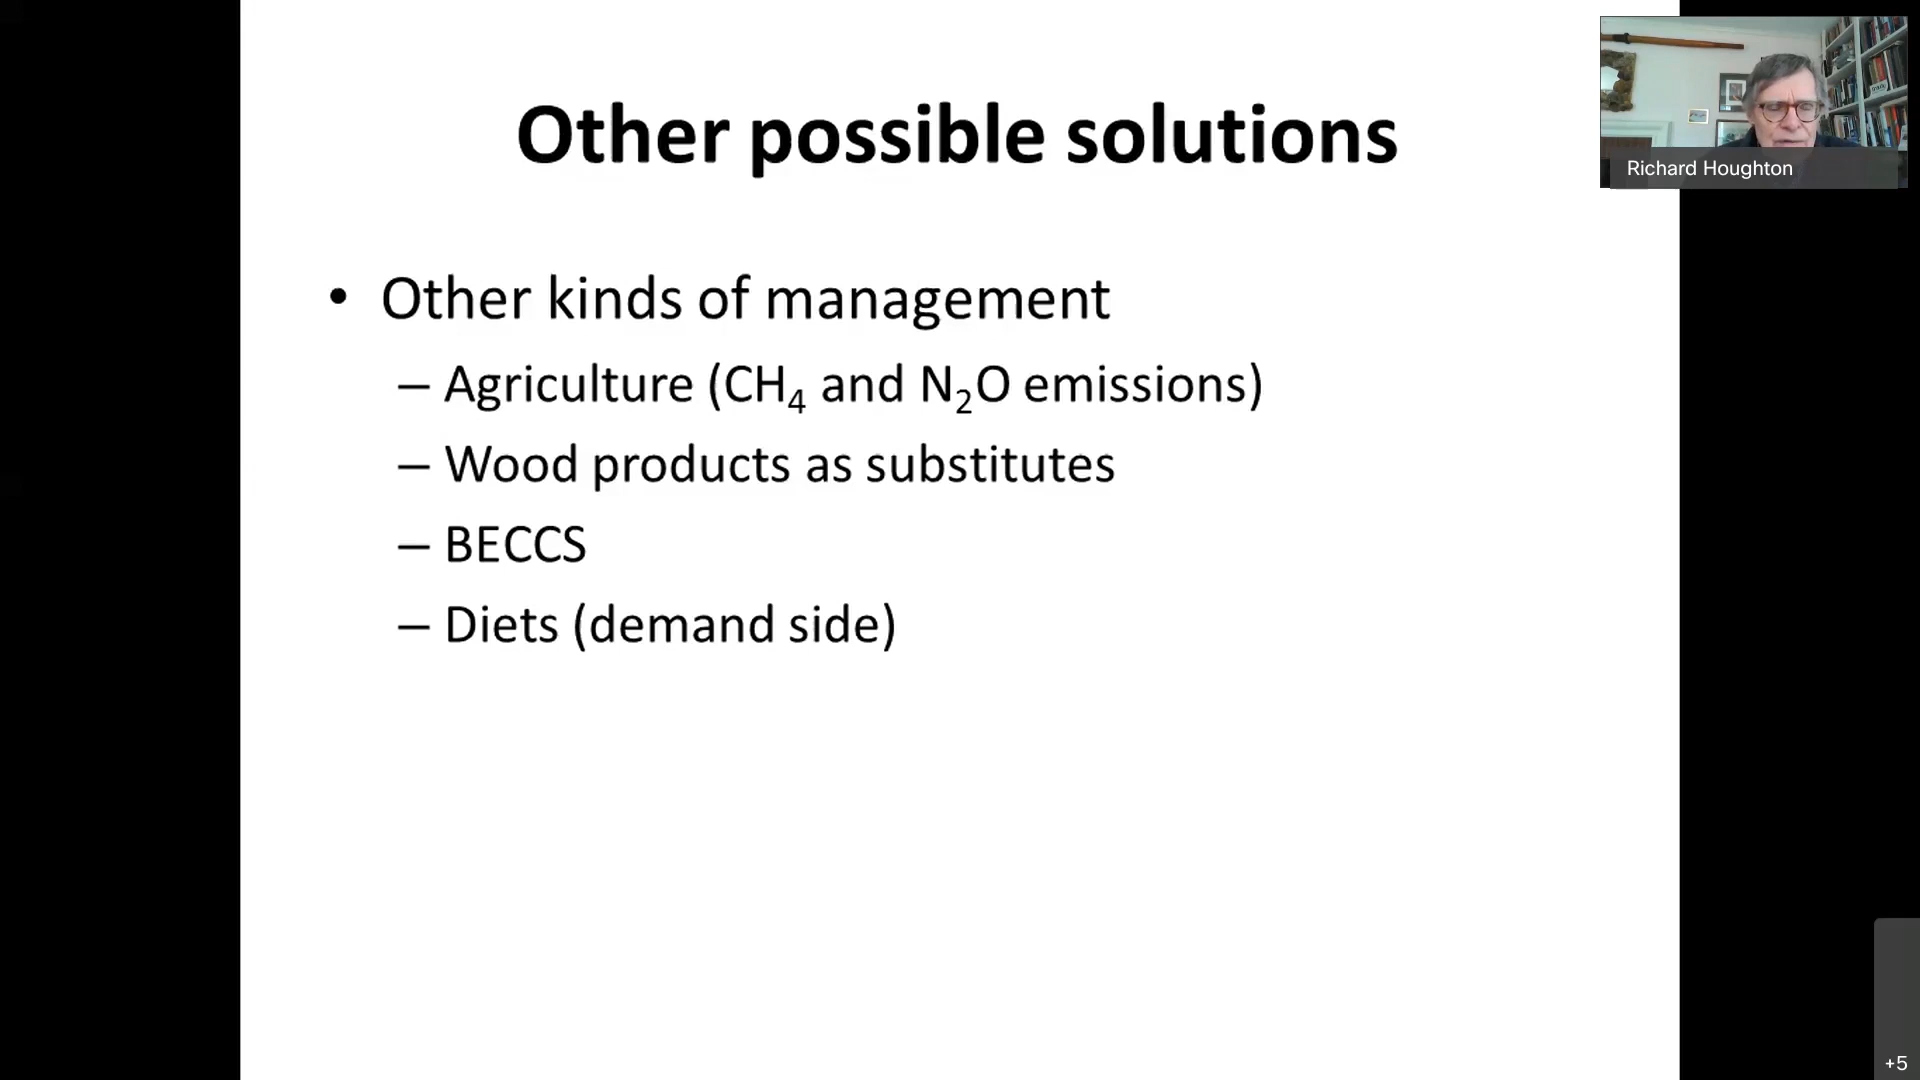 Other possible solutions
Richard Houghton
• Other kinds of management
– Agriculture (CH₄ and N₂O emissions)
– Wood products as substitutes
– BECCS
– Diets (demand side)
+5